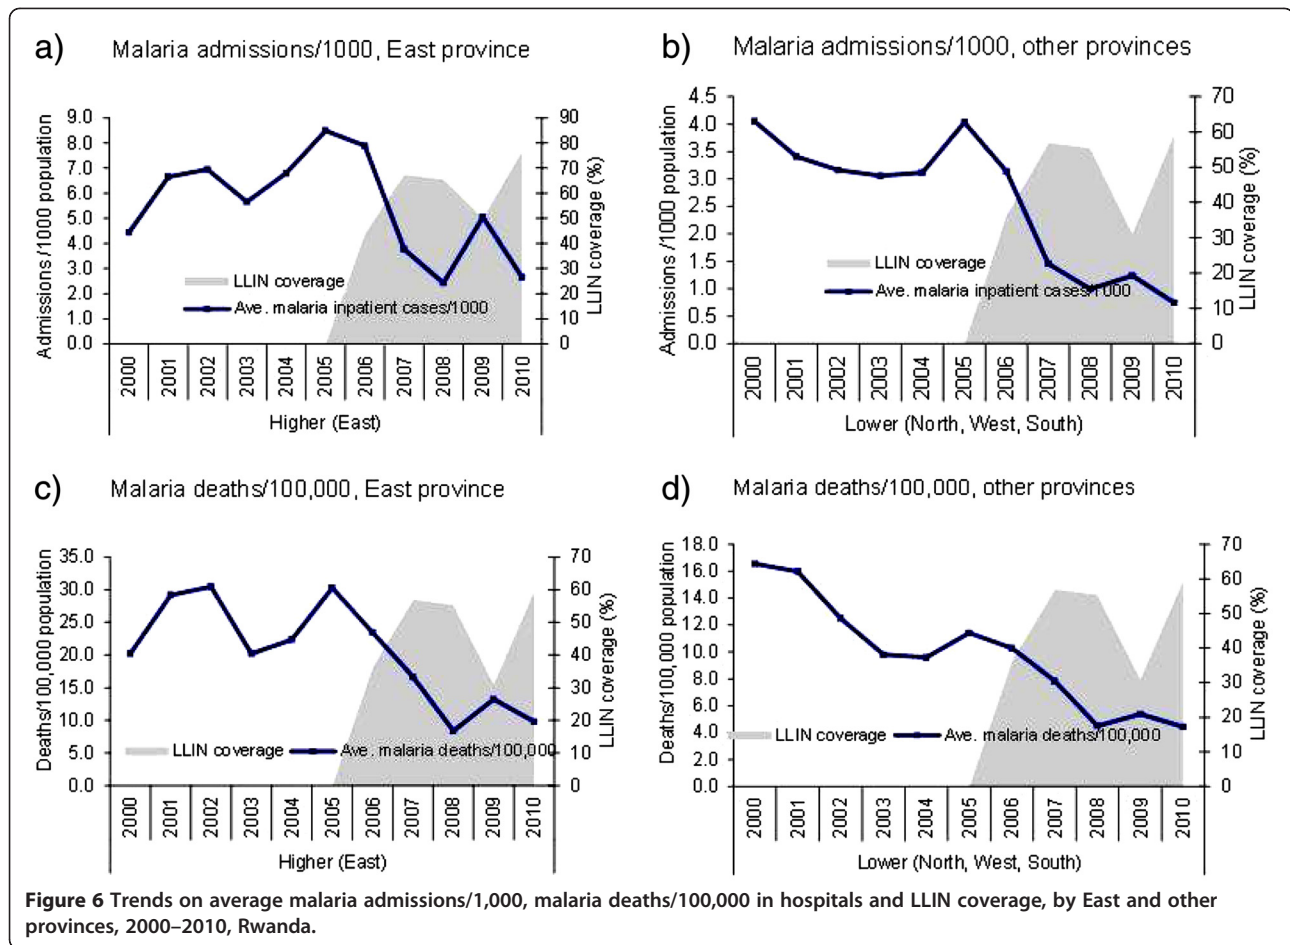 a) Malaria admissions/1000, East province
Admissions/1000 population
9.0
8.0
7.0
6.0
5.0
4.0
3.0
2.0
1.0
0.0
90
80
70
60
50
40
30
20
10
0
LLIN coverage (%)
LLIN coverage
Ave. malaria inpatient cases/1000
2000 2001 2002 2003 2004 2005 2006 2007 2008 2009 2010
Higher (East)
b) Malaria admissions/1000, other provinces
Admissions /1000 population
4.5
4.0
3.5
3.0
2.5
2.0
1.5
1.0
0.5
0.0
70
60
50
40
30
20
10
0
LLIN coverage (%)
LLIN coverage
Ave. malaria inpatient cases/1000
2000 2001 2002 2003 2004 2005 2006 2007 2008 2009 2010
Lower (North, West, South)
c) Malaria deaths/100,000, East province
Deaths/100,000 population
35.0
30.0
25.0
20.0
15.0
10.0
5.0
0.0
70
60
50
40
30
20
10
0
LLIN coverage (%)
LLIN coverage Ave. malaria deaths/100,000
2000 2001 2002 2003 2004 2005 2006 2007 2008 2009 2010
Higher (East)
d) Malaria deaths/100,000, other provinces
Deaths/100,000 population
18.0
16.0
14.0
12.0
10.0
8.0
6.0
4.0
2.0
0.0
70
60
50
40
30
20
10
0
LLIN coverage (%)
LLIN coverage Ave. malaria deaths/100,000
2000 2001 2002 2003 2004 2005 2006 2007 2008 2009 2010
Lower (North, West, South)
Figure 6 Trends on average malaria admissions/1,000, malaria deaths/100,000 in hospitals and LLIN coverage, by East and other
provinces, 2000–2010, Rwanda.